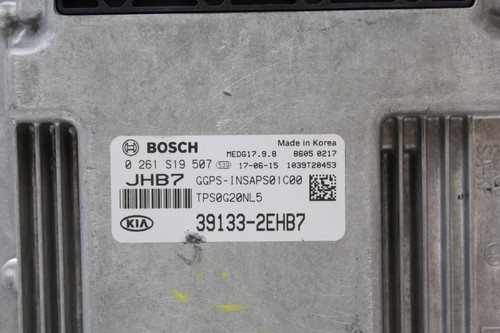 BOSCH Made in Korea
MEDG17.9.8 8605 0217
0 261 S19 507 S39 17-06-15 1039T20453
JHB7 GGPS-INSAPS01C00
TPS0G20NL5
KIA 39133-2EHB7